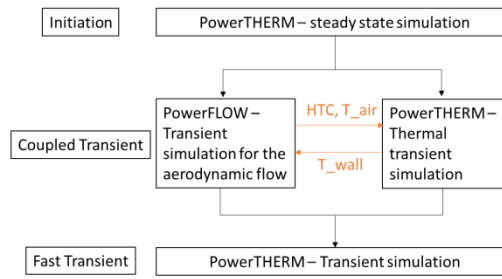 Initiation
PowerTHERM – steady state simulation
Coupled Transient
PowerFLOW –
Transient
simulation for the
aerodynamic flow
HTC, T_air
T_wall
PowerTHERM –
Thermal
transient
simulation
Fast Transient
PowerTHERM – Transient simulation